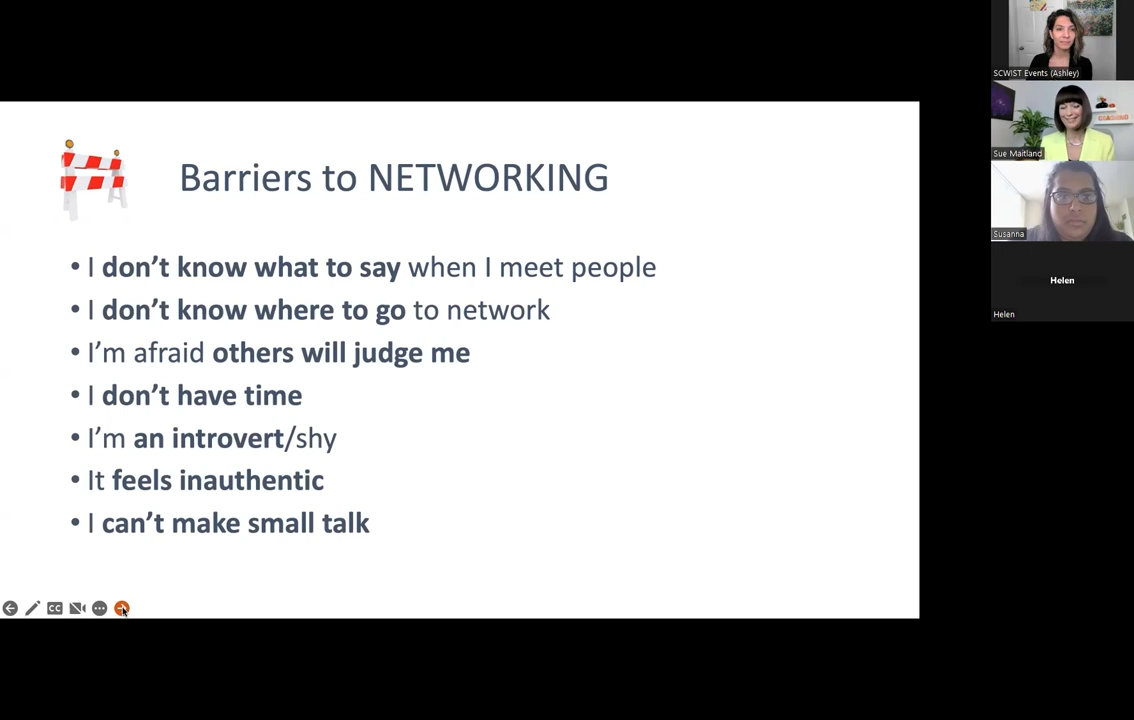 Barriers to NETWORKING
• I don't know what to say when I meet people
• I don't know where to go to network
• I'm afraid others will judge me
• I don't have time
• I'm an introvert/shy
• It feels inauthentic
• I can't make small talk
CC
SCWIST Events (Ashley)
Sue Maitland
Susanna
Helen
Helen